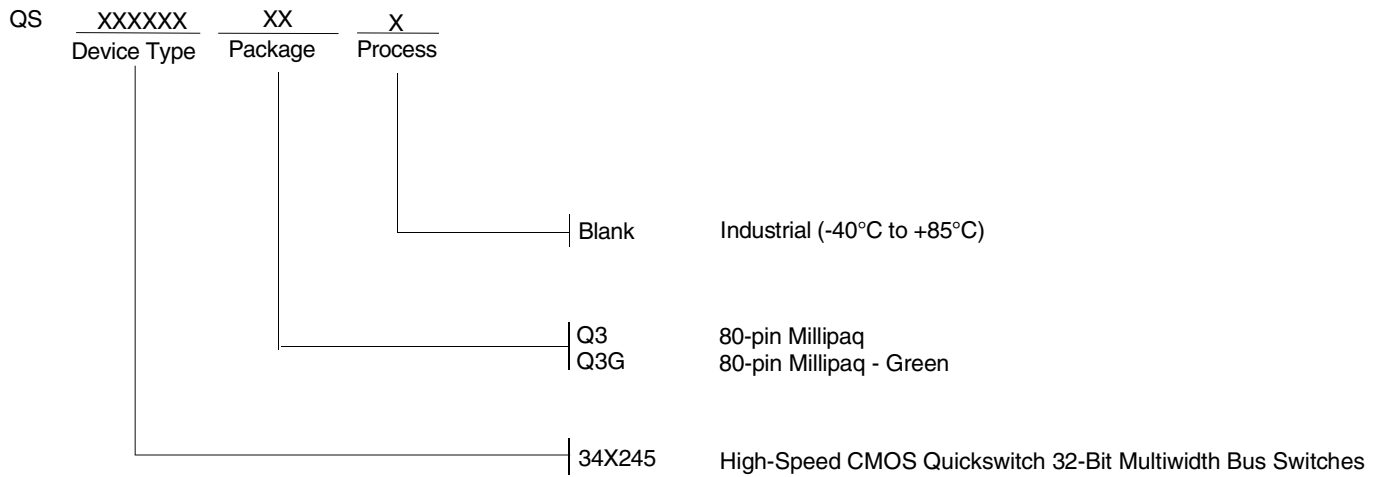 QS XXXXXX XX X
Device Type Package Process
Blank Industrial (-40°C to +85°C)
Q3 80-pin Millipaq
Q3G 80-pin Millipaq - Green
34X245 High-Speed CMOS Quickswitch 32-Bit Multiwidth Bus Switches